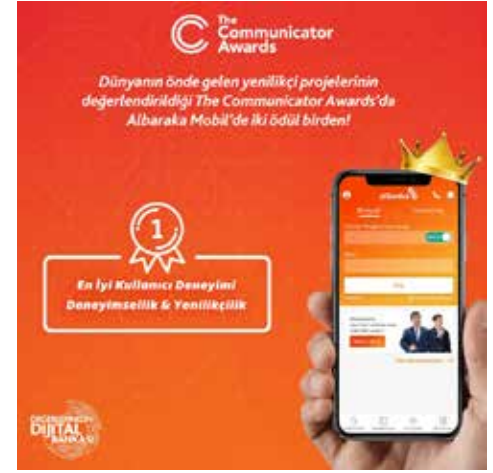 The
Communicator
Awards
Dünyanın önde gelen yenilikçi projelerinin
değerlendirildiği The Communicator Awards’da
Albaraka Mobil’de iki ödül birden!
1
En İyi Kullanıcı Deneyimi
Deneyimsellik & Yenilikçilik
albaraka
DİJİTAL
BANKASI